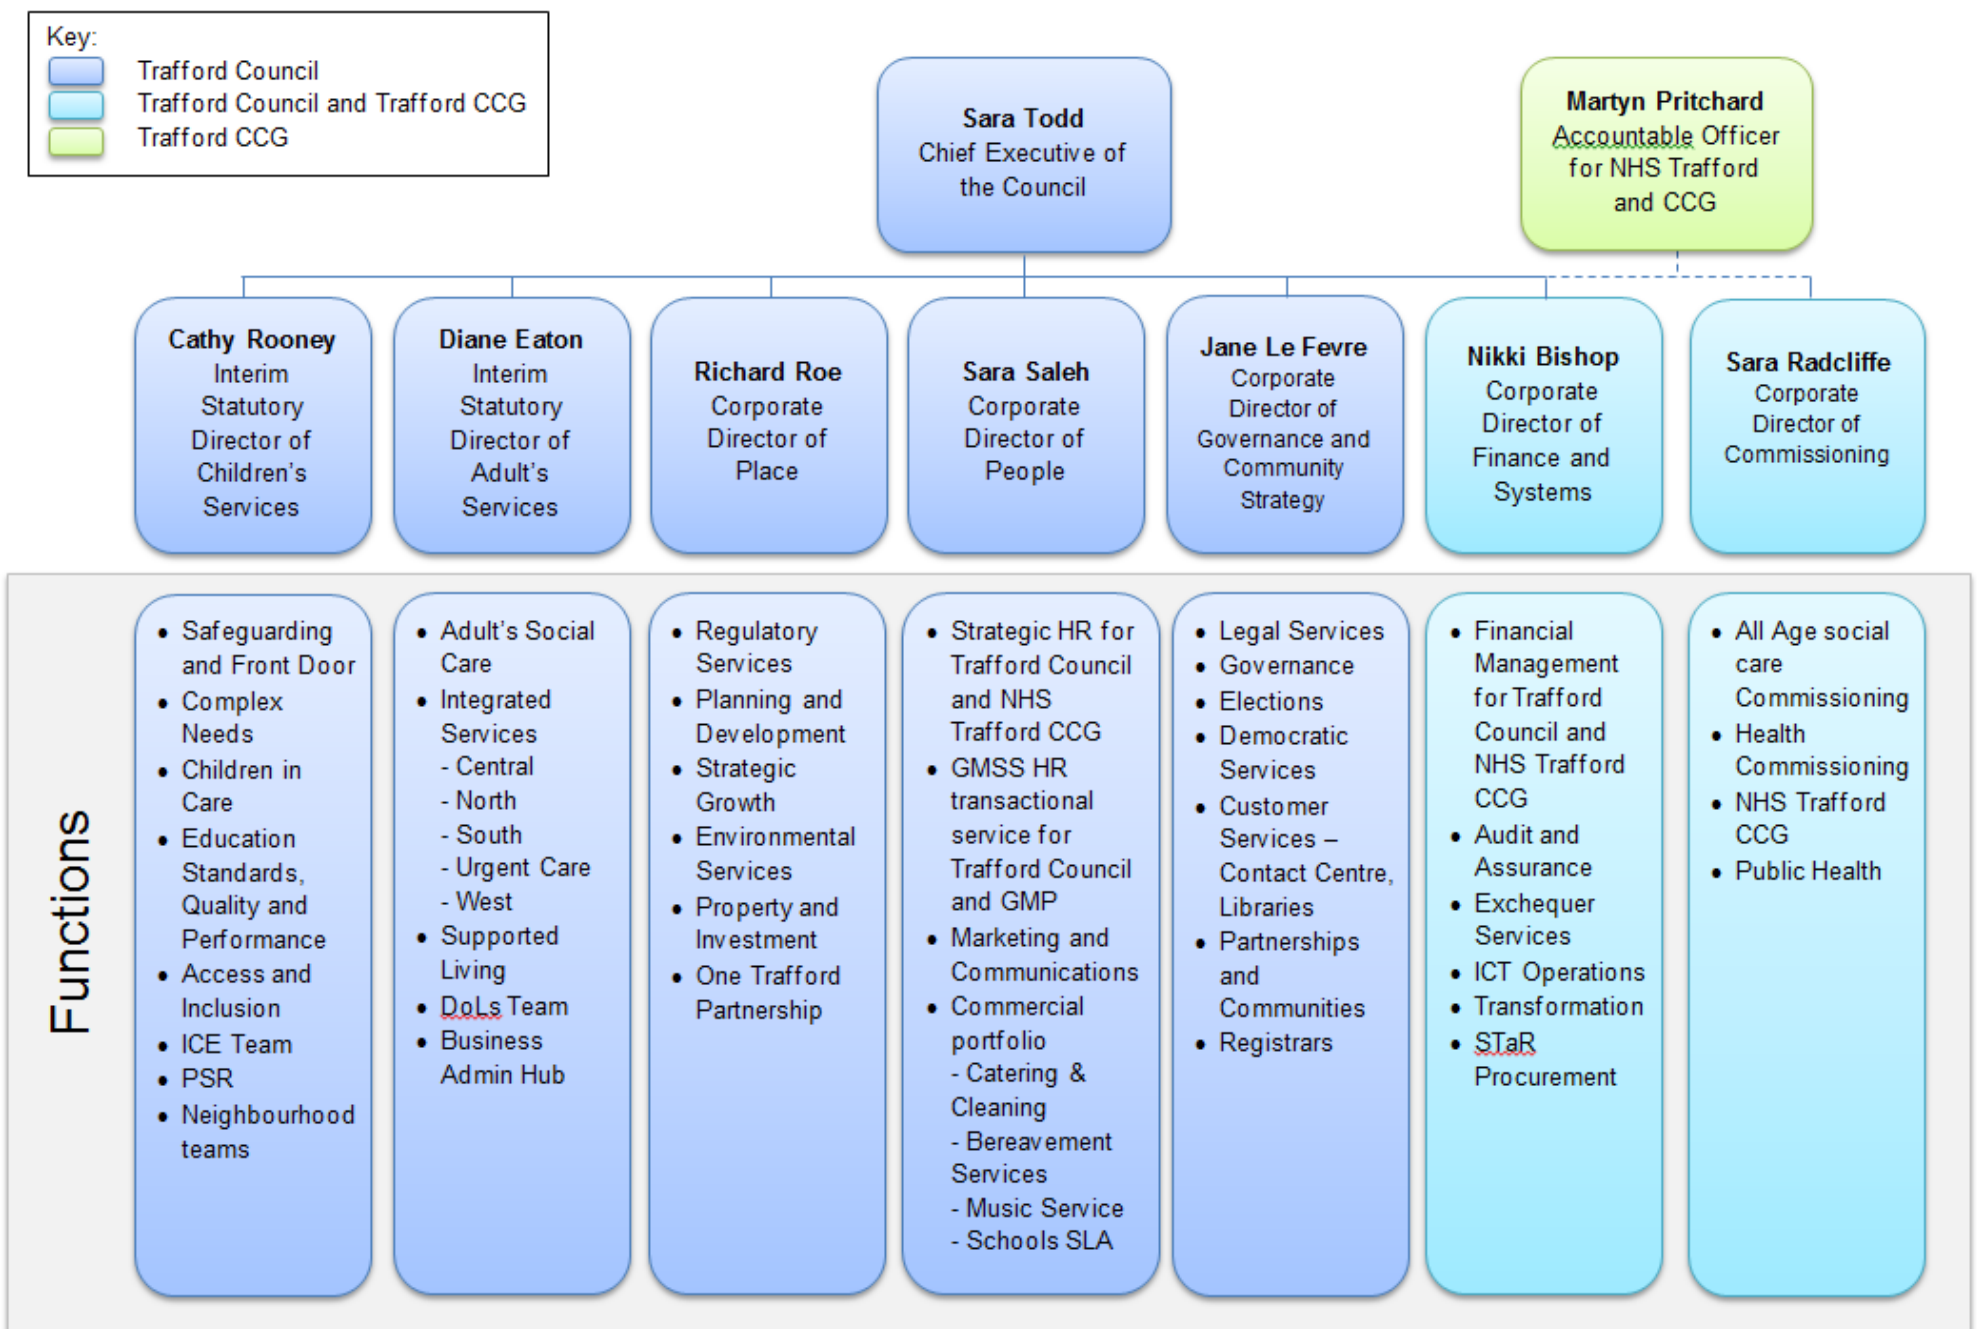 Key:
Trafford Council
Trafford Council and Trafford CCG
Trafford CCG
Sara Todd
Chief Executive of
the Council
Martyn Pritchard
Accountable Officer
for NHS Trafford
and CCG
Cathy Rooney
Interim
Statutory
Director of
Children's
Services
Diane Eaton
Interim
Statutory
Director of
Adult's
Services
Richard Roe
Corporate
Director of
Place
Sara Saleh
Corporate
Director of
People
Jane Le Fevre
Corporate
Director of
Governance and
Community
Strategy
Nikki Bishop
Corporate
Director of
Finance and
Systems
Sara Radcliffe
Corporate
Director of
Commissioning
Functions
• Safeguarding
and Front Door
• Complex
Needs
• Children in
Care
• Education
Standards,
Quality and
Performance
• Access and
Inclusion
• ICE Team
• PSR
• Neighbourhood
teams
• Adult's Social
Care
• Integrated
Services
- Central
- North
- South
- Urgent Care
- West
• Supported
Living
• DoLs Team
• Business
Admin Hub
• Regulatory
Services
• Planning and
Development
• Strategic
Growth
• Environmental
Services
• Property and
Investment
• One Trafford
Partnership
• Strategic HR for
Trafford Council
and NHS
Trafford CCG
• GMSS HR
transactional
service for
Trafford Council
and GMP
• Marketing and
Communications
• Commercial
portfolio
- Catering &
Cleaning
- Bereavement
Services
- Music Service
- Schools SLA
• Legal Services
• Governance
• Elections
• Democratic
Services
• Customer
Services –
Contact Centre,
Libraries
• Partnerships
and
Communities
• Registrars
• Financial
Management
for Trafford
Council and
NHS Trafford
CCG
• Audit and
Assurance
• Exchequer
Services
• ICT Operations
• Transformation
• STaR
Procurement
• All Age social
care
Commissioning
• Health
Commissioning
• NHS Trafford
CCG
• Public Health